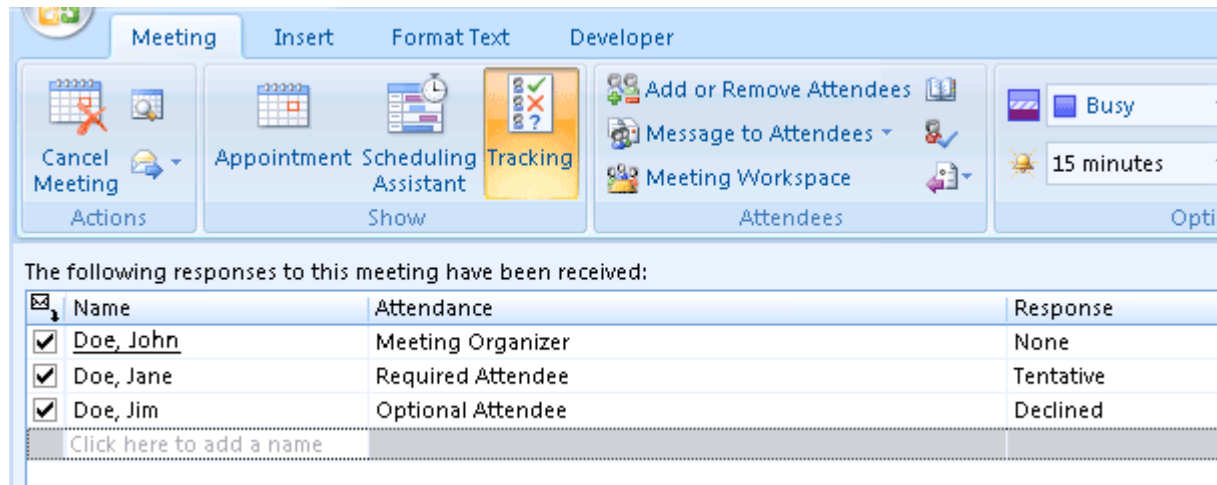 Meeting Insert Format Text Developer
Cancel Meeting
Appointment
Scheduling Assistant
Tracking
Add or Remove Attendees
Message to Attendees
Meeting Workspace
Busy
15 minutes
Actions Show Attendees Opti
The following responses to this meeting have been received:
Name Attendance Response
Doe, John Meeting Organizer None
Doe, Jane Required Attendee Tentative
Doe, Jim Optional Attendee Declined
Click here to add a name